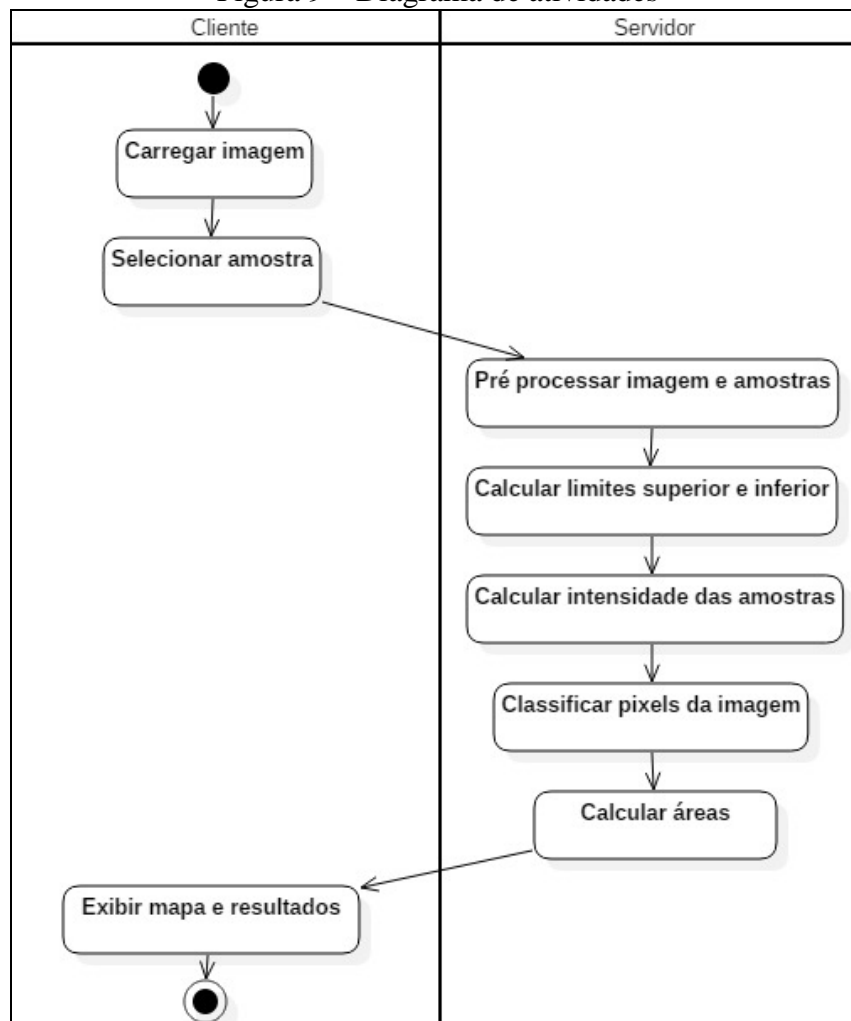 Figura 9 – Diagrama de atividades
Cliente
Servidor
Carregar imagem
Selecionar amostra
Pré processar imagem e amostras
Calcular limites superior e inferior
Calcular intensidade das amostras
Classificar pixels da imagem
Calcular áreas
Exibir mapa e resultados